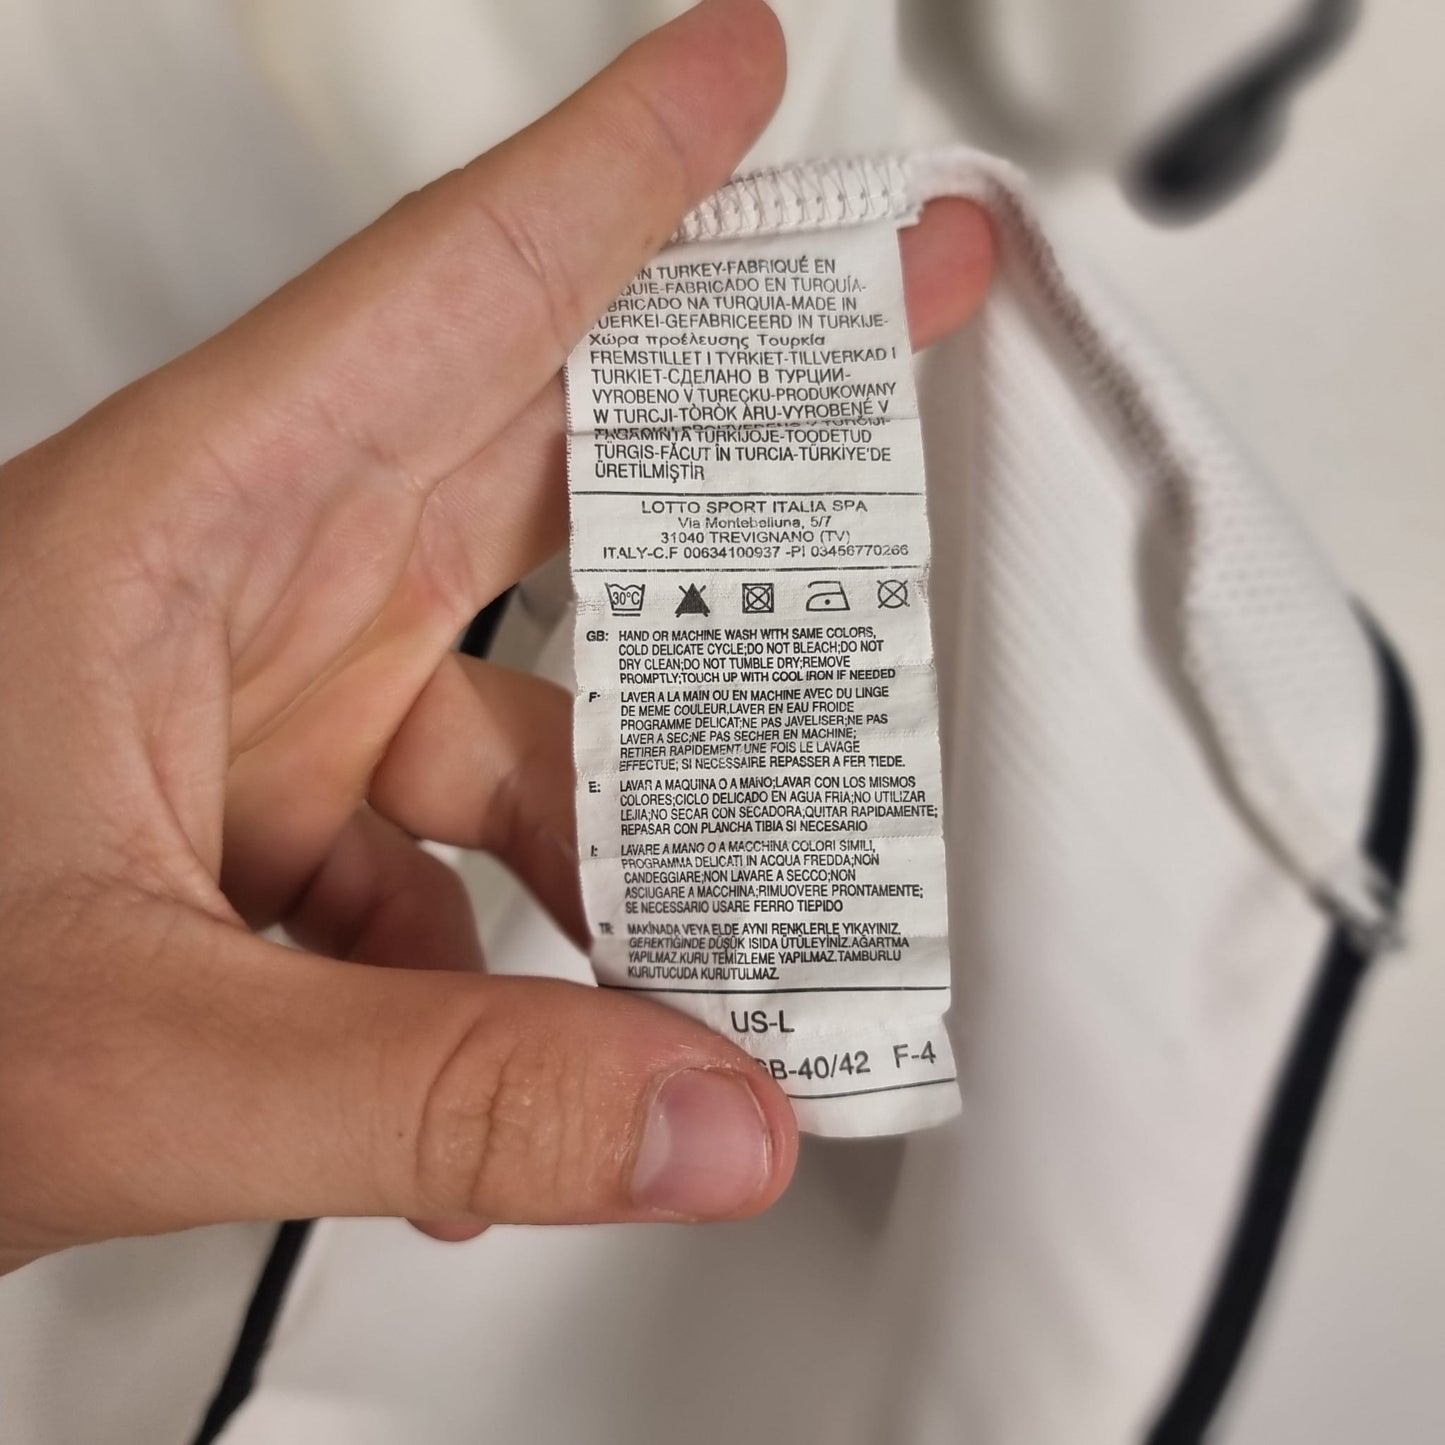 IN TURKEY-FABRIQUÉ EN
QUIE-FABRICADO EN TURQUÍA-
BRICADO NA TURQUIA-MADE IN
UERKEI-GEFABRICEERD IN TURKIJE-
Χώρα προέλευσης Τουρκία
FREMSTILLET I TYRKIET-TILLVERKAD I
TURKIET-СДЕЛАНО В ТУРЦИИ-
VYROBENO V TURECKU-PRODUKOWANY
W TURCJI-TÖRÖK ÁRU-VYROBENÉ V
PAGAMINTA TURKIJOJE-TOODETUD
TÜRGIS-FĂCUT ÎN TURCIA-TÜRKİYE'DE
ÜRETİLMİŞTİR
LOTTO SPORT ITALIA SPA
Via Montebelluna, 5/7
31040 TREVIGNANO (TV)
ITALY-C.F 00634100937 -PI 03456770266
30°C
GB: HAND OR MACHINE WASH WITH SAME COLORS,
COLD DELICATE CYCLE;DO NOT BLEACH;DO NOT
DRY CLEAN;DO NOT TUMBLE DRY;REMOVE
PROMPTLY;TOUCH UP WITH COOL IRON IF NEEDED
F: LAVER A LA MAIN OU EN MACHINE AVEC DU LINGE
DE MEME COULEUR,LAVER EN EAU FROIDE
PROGRAMME DELICAT;NE PAS JAVELISER;NE PAS
LAVER A SEC;NE PAS SECHER EN MACHINE;
RETIRER RAPIDEMENT UNE FOIS LE LAVAGE
EFFECTUE; SI NECESSAIRE REPASSER A FER TIEDE.
E: LAVAR A MAQUINA O A MANO;LAVAR CON LOS MISMOS
COLORES;CICLO DELICADO EN AGUA FRIA;NO UTILIZAR
LEJIA;NO SECAR CON SECADORA,QUITAR RAPIDAMENTE;
REPASAR CON PLANCHA TIBIA SI NECESARIO
I: LAVARE A MANO O A MACCHINA COLORI SIMILI,
PROGRAMMA DELICATI IN ACQUA FREDDA;NON
CANDEGGIARE;NON LAVARE A SECCO;NON
ASCIUGARE A MACCHINA;RIMUOVERE PRONTAMENTE;
SE NECESSARIO USARE FERRO TIEPIDO
TR: MAKİNADA VEYA ELDE AYNI RENKLERLE YIKAYINIZ.
GEREKTİĞİNDE DÜŞÜK ISIDA ÜTÜLEYİNİZ.AĞARTMA
YAPILMAZ.KURU TEMİZLEME YAPILMAZ.TAMBURLU
KURUTUCUDA KURUTULMAZ.
US-L
GB-40/42 F-4